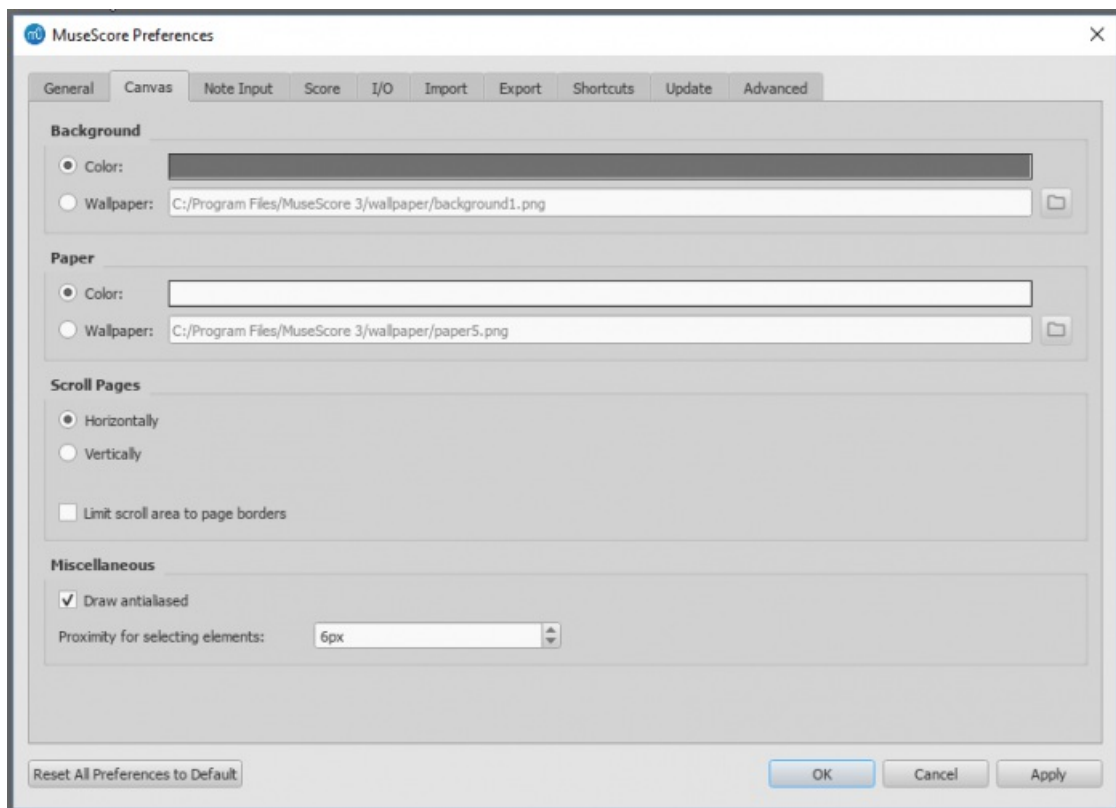 MuseScore Preferences
General Canvas Note Input Score I/O Import Export Shortcuts Update Advanced
Background
Color:
Wallpaper: C:/Program Files/MuseScore 3/wallpaper/background1.png
Paper
Color:
Wallpaper: C:/Program Files/MuseScore 3/wallpaper/paper5.png
Scroll Pages
Horizontally
Vertically
Limit scroll area to page borders
Miscellaneous
Draw antialiased
Proximity for selecting elements: 6px
Reset All Preferences to Default OK Cancel Apply